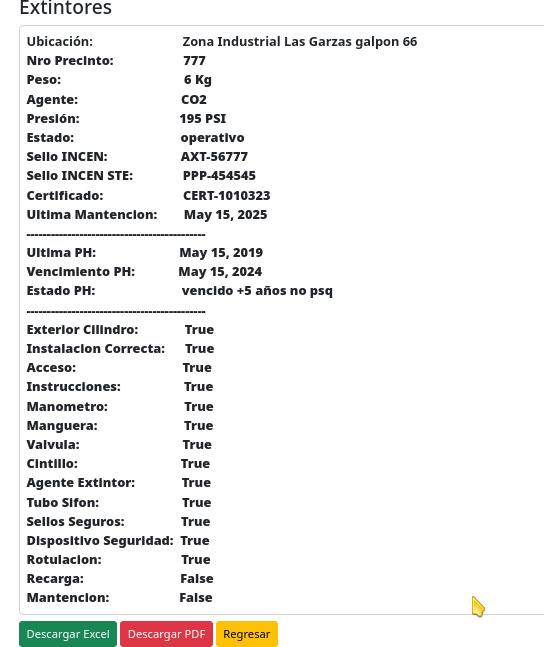 Extintores
Ubicación: Zona Industrial Las Garzas galpon 66
Nro Precinto: 777
Peso: 6 Kg
Agente: CO2
Presión: 195 PSI
Estado: operativo
Sello INCEN: AXT-56777
Sello INCEN STE: PPP-454545
Certificado: CERT-1010323
Ultima Mantencion: May 15, 2025
---------------------------------------------
Ultima PH: May 15, 2019
Vencimiento PH: May 15, 2024
Estado PH: vencido +5 años no psq
---------------------------------------------
Exterior Cilindro: True
Instalacion Correcta: True
Acceso: True
Instrucciones: True
Manometro: True
Manguera: True
Valvula: True
Cintillo: True
Agente Extintor: True
Tubo Sifon: True
Sellos Seguros: True
Dispositivo Seguridad: True
Rotulacion: True
Recarga: False
Mantencion: False
Descargar Excel Descargar PDF Regresar